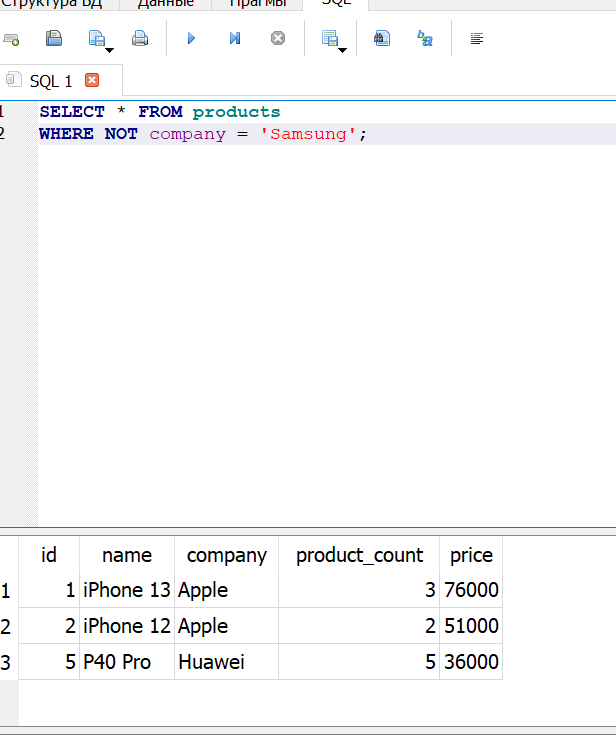 Структура БД Данные Прагмы SQL
SQL 1
1 SELECT * FROM products
2 WHERE NOT company = 'Samsung';
id name company product_count price
1 1 iPhone 13 Apple 3 76000
2 2 iPhone 12 Apple 2 51000
3 5 P40 Pro Huawei 5 36000